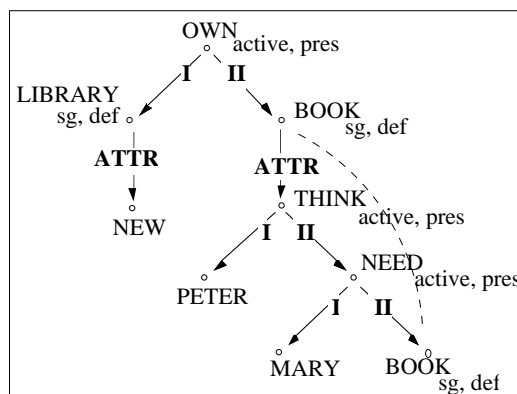 OWN
active, pres
I II
LIBRARY
sg, def
BOOK
sg, def
ATTR
ATTR
NEW
THINK
active, pres
I II
PETER
NEED
active, pres
I II
MARY
BOOK
sg, def